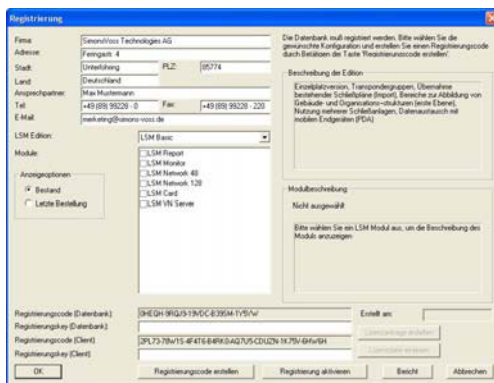 Registrierung
Firma: SimonsVoss Technologies AG
Adresse: Feringastr. 4
Stadt: Unterföhring PLZ: 85774
Land: Deutschland
Ansprechpartner: Max Mustermann
Tel: +49 (89) 99228 - 0 Fax: +49 (89) 99228 - 228
E-Mail: marketing@simons-voss.de
LSM Edition: LSM Basic
Module:
LSM Report
LSM Monitor
LSM Network 48
LSM Network 128
LSM Card
LSM VN Server
Anzeigeoptionen
Bestand
Letzte Bestellung
Die Datenbank muß registriert werden. Bitte wählen Sie die
gewünschte Konfiguration und erstellen Sie einen Registrierungscode
durch Betätigen der Taste 'Registrierungscode erstellen'.
Beschreibung der Edition
Einzelplatzversion, Transpondergruppen, Übernahme
bestehender Schließpläne (Import), Bereiche zur Abbildung von
Gebäude- und Organisations-strukturen (erste Ebene),
Nutzung mehrerer Schließanlagen, Datenaustausch mit
mobilen Endgeräten (PDA)
Modulbeschreibung
Nicht ausgewählt
Bitte wählen Sie ein LSM Modul aus, um die Beschreibung des
Moduls anzuzeigen
Registrierungscode (Datenbank): Erstellt am:
Registrierungskey (Datenbank):
Registrierungscode (Client):
Registrierungskey (Client):
OK Registrierungscode erstellen Registrierung aktivieren Bericht Abbrechen